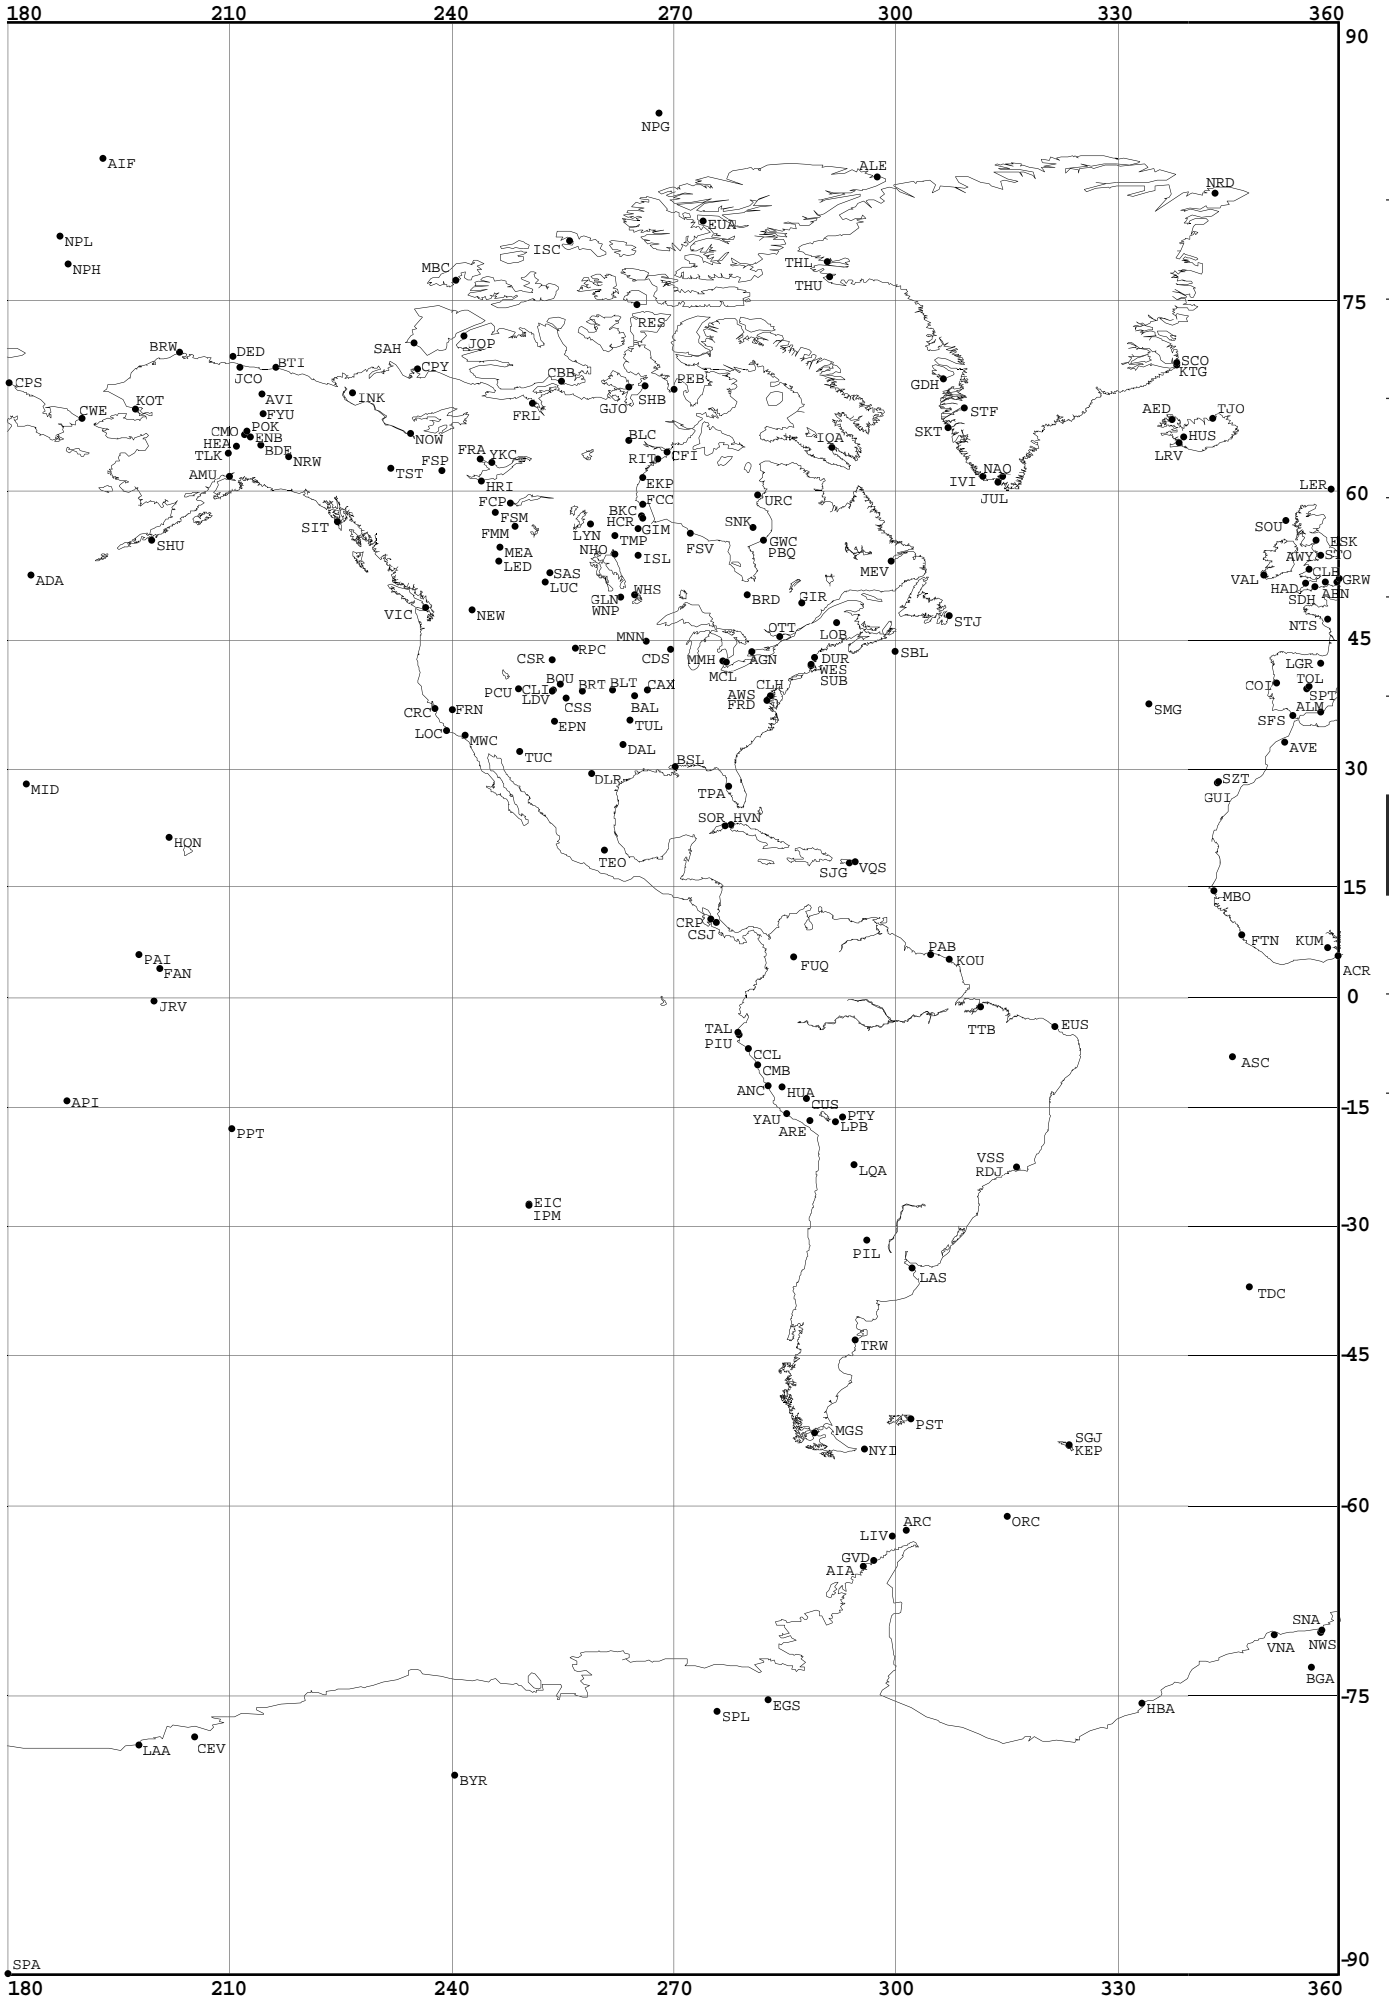 180 210 240 270 300 330 360
90
NPG
AIF
ALE
NRD
EUA
NPL
ISC
NPH
THL
MBC
THU
75
RES
JOP
SAH
BRW
DED
SCO
BTI
CPY
KTG
JCO
CBB
CPS
PEB
GDH
SHB
AVI
INK
GJO
KOT
FRL
STF
FYU
CWE
AED
TJO
POK
SKT
CMO
ENB
NOW
BLC
IQA
HUS
HEA
BDE
FRA
YKC
RIT
CFI
LRV
TLK
NRW
FSP
NAO
AMU
TST
IVI
HRI
EKP
LER
60
JUL
FCP
FCC
URC
BKC
FSM
SIT
HCR
SNK
SOU
FMM
LYN
GIM
SHU
TMP
FSV
GWC
ESK
PBQ
MEA
NHO
ISL
STO
AWY
LED
MEV
SAS
CLB
ADA
VAL
GRW
LUC
HAD
WHS
ABN
GLN
BRD
GIR
SDH
WNP
VIC
NEW
STJ
NTS
OTT
LOB
MNN
45
RPC
CSR
CDS
MMH
AGN
DUR
SBL
LGR
WES
MCL
SUB
BOU
TOL
PCU
CLI
BRT
BLT
CAX
CLH
COI
LDV
AWS
SPT
CSS
BAL
FRD
CRC
FRN
SMG
ALM
SFS
EPN
TUL
LOC
MWC
DAL
AVE
TUC
BSL
30
DLR
SZT
MID
TPA
GUI
SOR
HVN
HON
TEO
SJG
VQS
15
MBO
CRP
CSJ
FTN
KUM
PAB
PAI
KOU
FAN
FUQ
ACR
0
JRV
TTB
EUS
TAL
PIU
CCL
ASC
CMB
ANC
HUA
API
CUS
-15
YAU
PTY
LPB
PPT
ARE
VSS
LQA
RDJ
EIC
IPM
-30
PIL
LAS
TDC
TRW
-45
PST
MGS
SGJ
NYI
KEP
-60
ARC
ORC
LIV
GVD
AIA
SNA
VNA
NWS
BGA
-75
EGS
HBA
SPL
LAA
CEV
BYR
-90
SPA
180 210 240 270 300 330 360